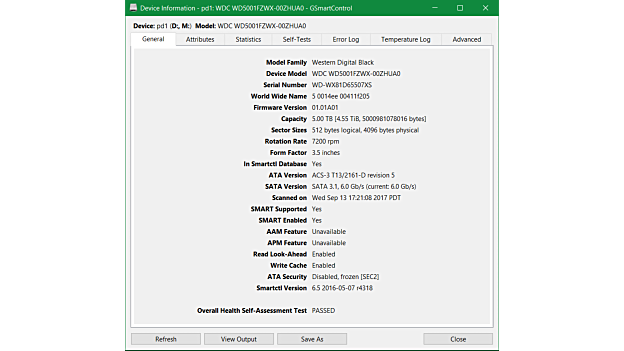 Device Information - pd1: WDC WD5001FZWX-00ZHUA0 - GSmartControl
Device: pd1 (D:, M:) Model: WDC WD5001FZWX-00ZHUA0
General Attributes Statistics Self-Tests Error Log Temperature Log Advanced
Model Family Western Digital Black
Device Model WDC WD5001FZWX-00ZHUA0
Serial Number WD-WX81D65507XS
World Wide Name 5 0014ee 00411f205
Firmware Version 01.01A01
Capacity 5.00 TB [4.55 TiB, 5000981078016 bytes]
Sector Sizes 512 bytes logical, 4096 bytes physical
Rotation Rate 7200 rpm
Form Factor 3.5 inches
In Smartctl Database Yes
ATA Version ACS-3 T13/2161-D revision 5
SATA Version SATA 3.1, 6.0 Gb/s (current: 6.0 Gb/s)
Scanned on Wed Sep 13 17:21:08 2017 PDT
SMART Supported Yes
SMART Enabled Yes
AAM Feature Unavailable
APM Feature Unavailable
Read Look-Ahead Enabled
Write Cache Enabled
ATA Security Disabled, frozen [SEC2]
Smartctl Version 6.5 2016-05-07 r4318
Overall Health Self-Assessment Test PASSED
Refresh View Output Save As Close